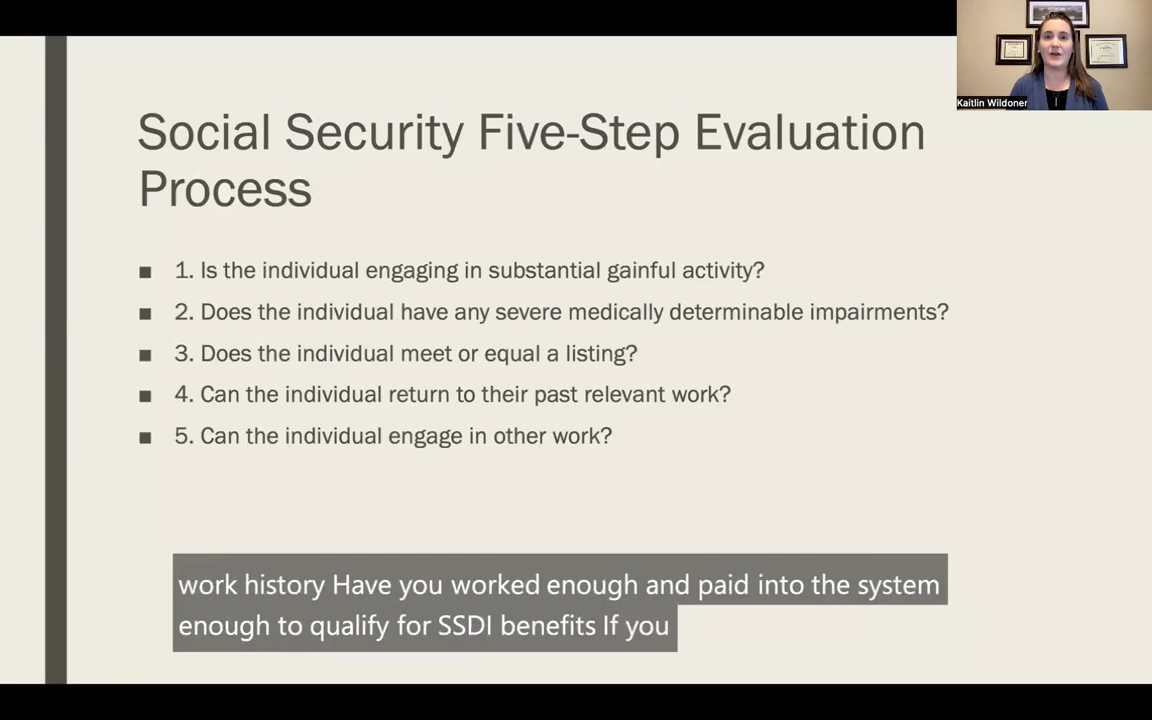 Kaitlin Wildoner
Social Security Five-Step Evaluation
Process
■ 1. Is the individual engaging in substantial gainful activity?
■ 2. Does the individual have any severe medically determinable impairments?
■ 3. Does the individual meet or equal a listing?
■ 4. Can the individual return to their past relevant work?
■ 5. Can the individual engage in other work?
work history Have you worked enough and paid into the system
enough to qualify for SSDI benefits If you